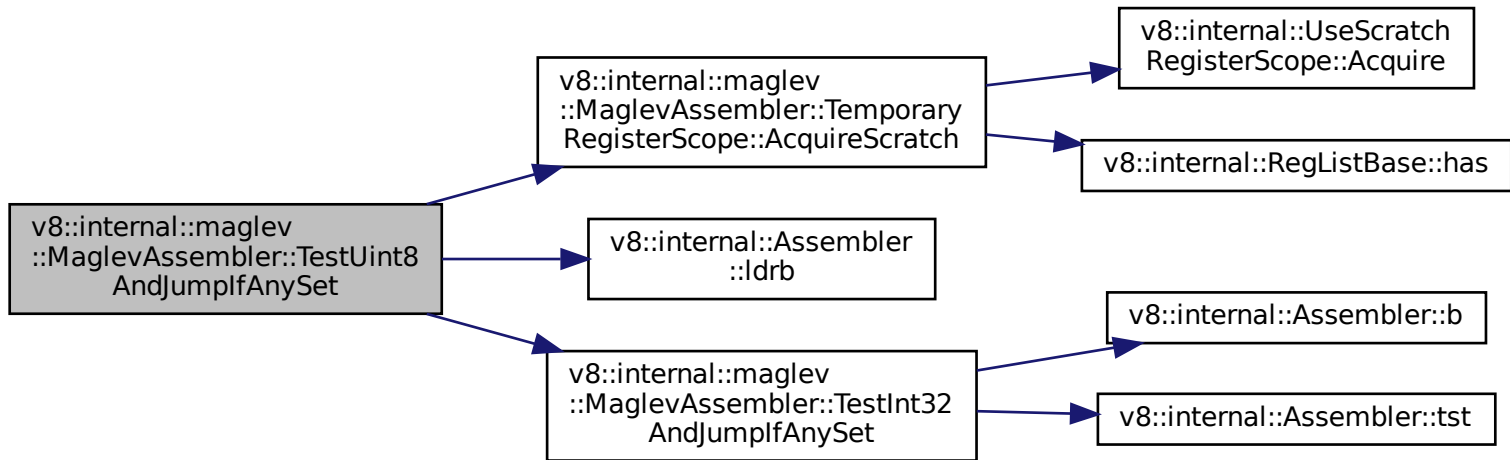 v8::internal::maglev
::MaglevAssembler::TestUint8
AndJumpIfAnySet
v8::internal::maglev
::MaglevAssembler::Temporary
RegisterScope::AcquireScratch
v8::internal::UseScratch
RegisterScope::Acquire
v8::internal::RegListBase::has
v8::internal::Assembler
::ldrb
v8::internal::maglev
::MaglevAssembler::TestInt32
AndJumpIfAnySet
v8::internal::Assembler::b
v8::internal::Assembler::tst